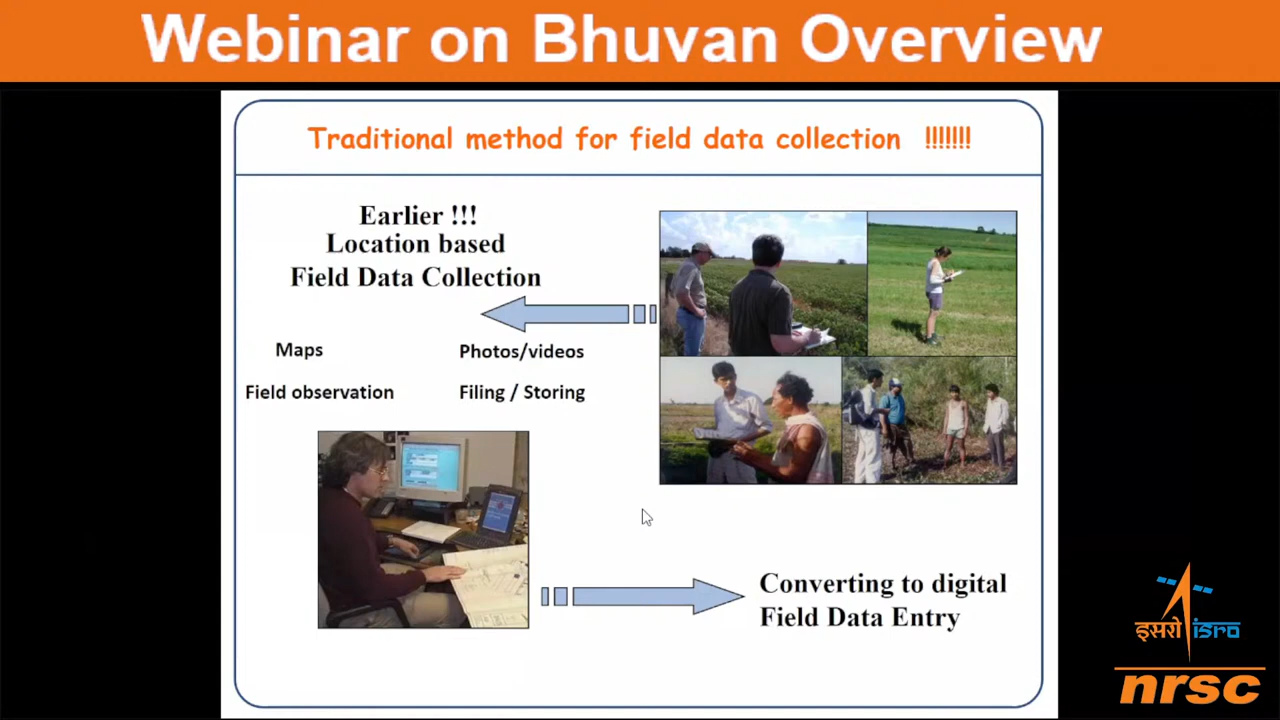 Webinar on Bhuvan Overview
Traditional method for field data collection !!!!!!!
Earlier !!!
Location based
Field Data Collection
Maps
Photos/videos
Field observation
Filing / Storing
Converting to digital
Field Data Entry
इसरो isro
nrsc